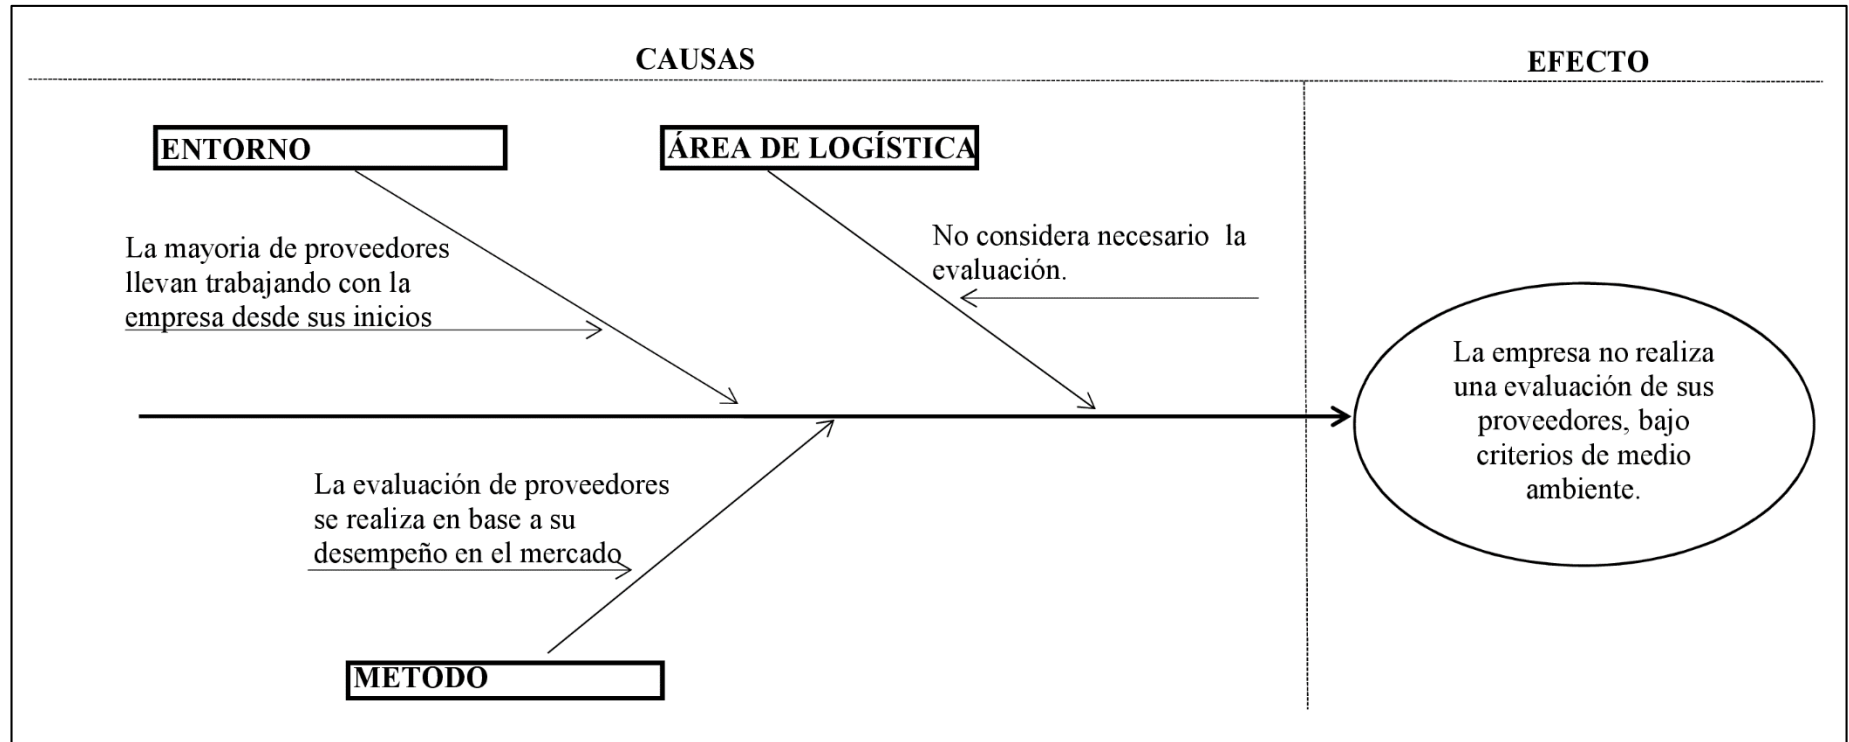 CAUSAS
EFECTO
ENTORNO
ÁREA DE LOGÍSTICA
La mayoria de proveedores
llevan trabajando con la
empresa desde sus inicios
No considera necesario la
evaluación.
La empresa no realiza
una evaluación de sus
proveedores, bajo
criterios de medio
ambiente.
La evaluación de proveedores
se realiza en base a su
desempeño en el mercado
METODO